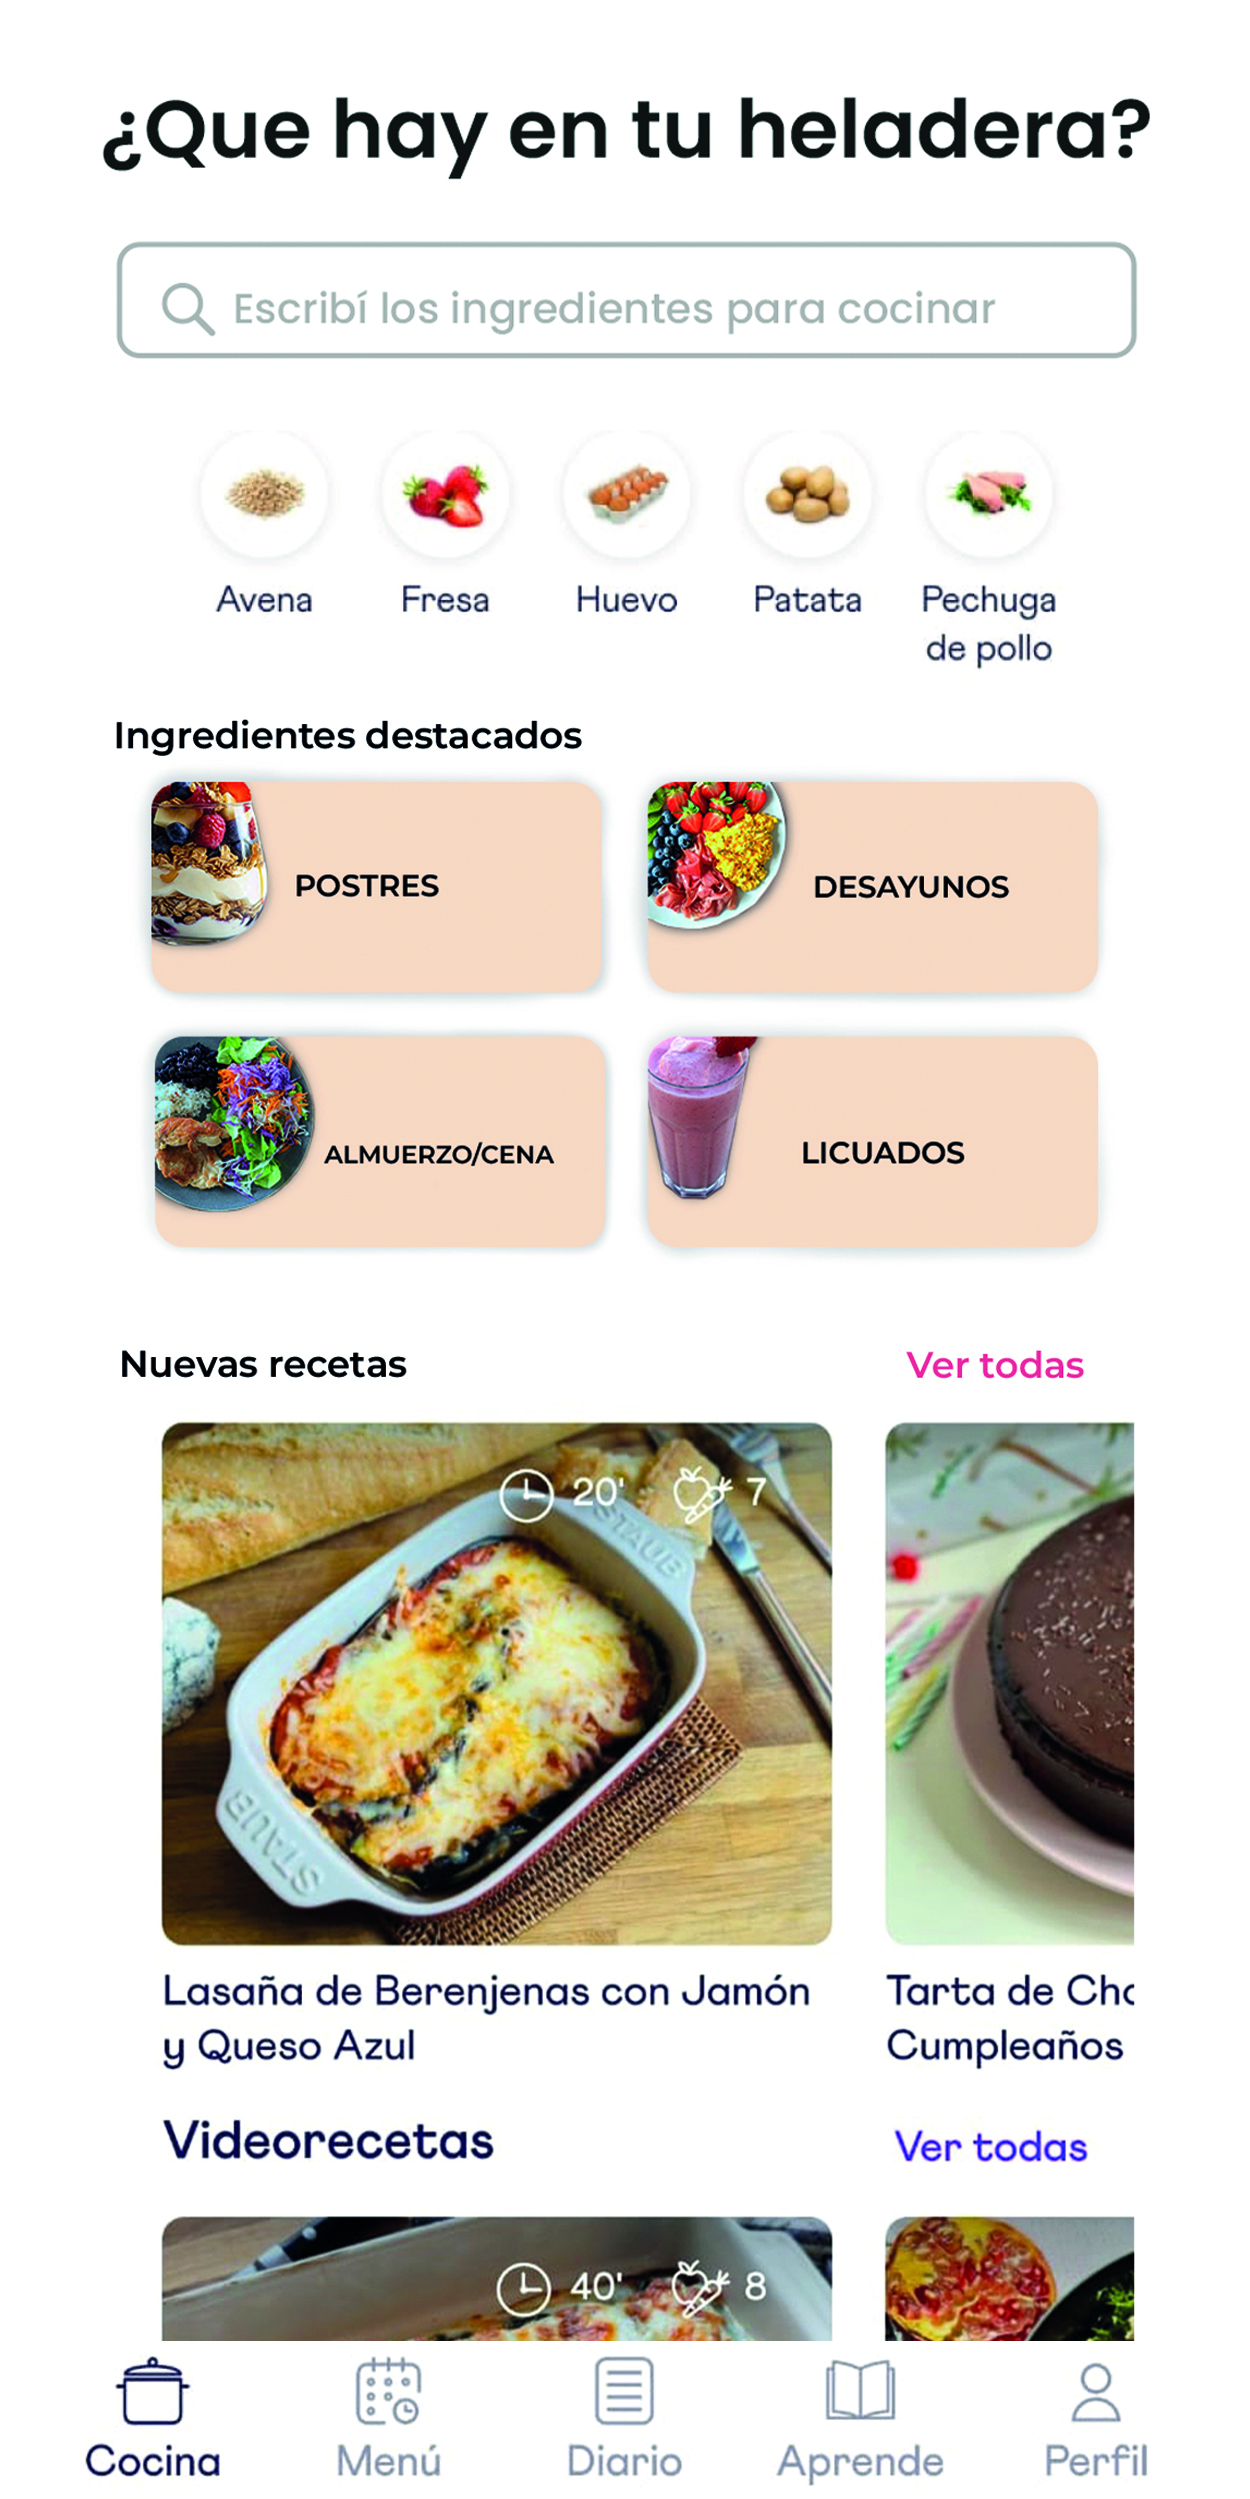 ¿Que hay en tu heladera?
Escribí los ingredientes para cocinar
Avena
Fresa
Huevo
Patata
Pechuga
de pollo
Ingredientes destacados
POSTRES
DESAYUNOS
ALMUERZO/CENA
LICUADOS
Nuevas recetas
Ver todas
20' 7
STAUB
STAUB
Lasaña de Berenjenas con Jamón
y Queso Azul
Tarta de
Cumpleaños
Videorecetas
Ver todas
40' 8
Cocina
Menú
Diario
Aprende
Perfil